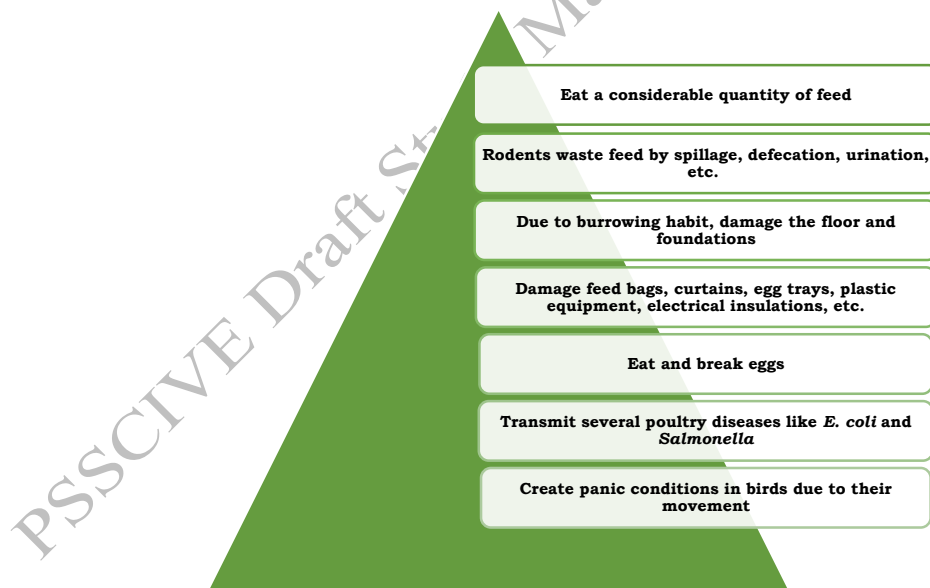 Eat a considerable quantity of feed
Rodents waste feed by spillage, defecation, urination,
etc.
Due to burrowing habit, damage the floor and
foundations
Damage feed bags, curtains, egg trays, plastic
equipment, electrical insulations, etc.
Eat and break eggs
Transmit several poultry diseases like E. coli and
Salmonella
Create panic conditions in birds due to their
movement
PSSCIVE Draft